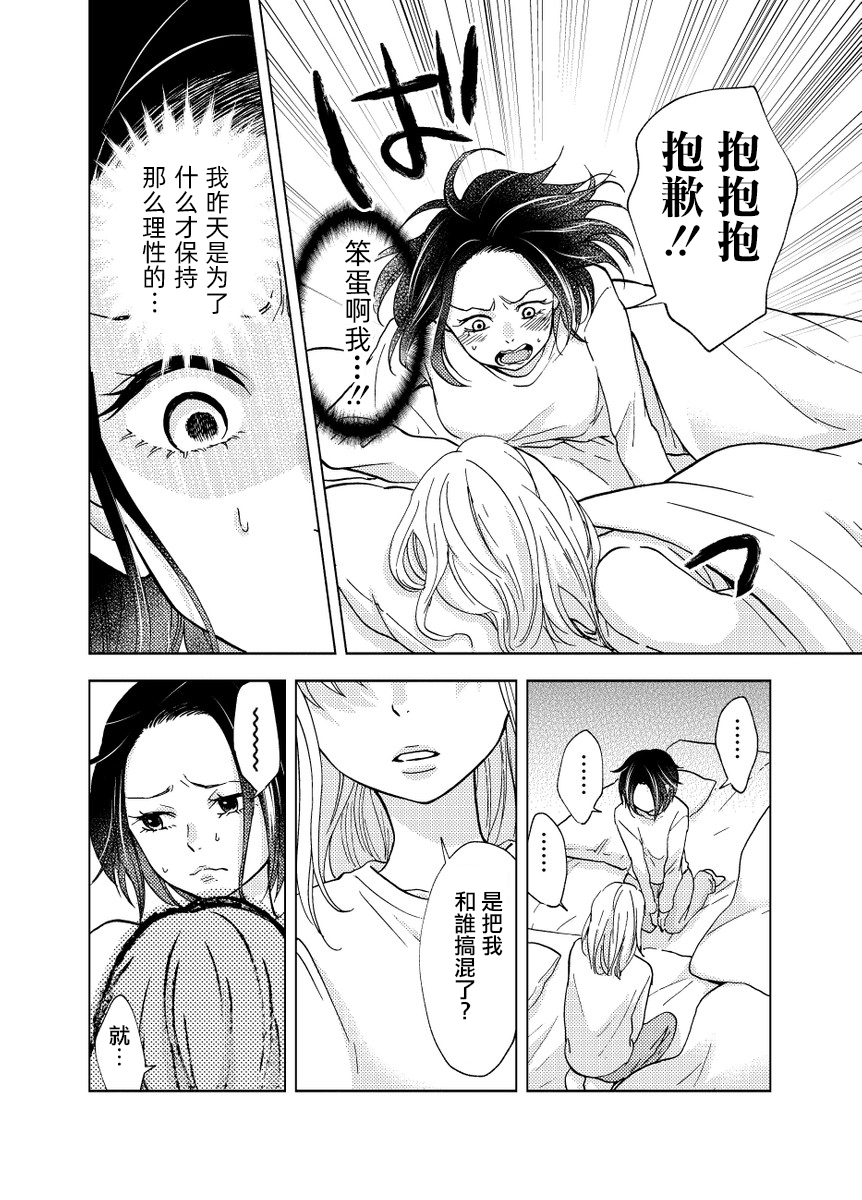 抱抱抱
抱歉!!
ば
っ
笨蛋啊我…!!
我昨天是为了
什么才保持
那么理性的…
……
……
……
是把我
和誰搞混了?
就…